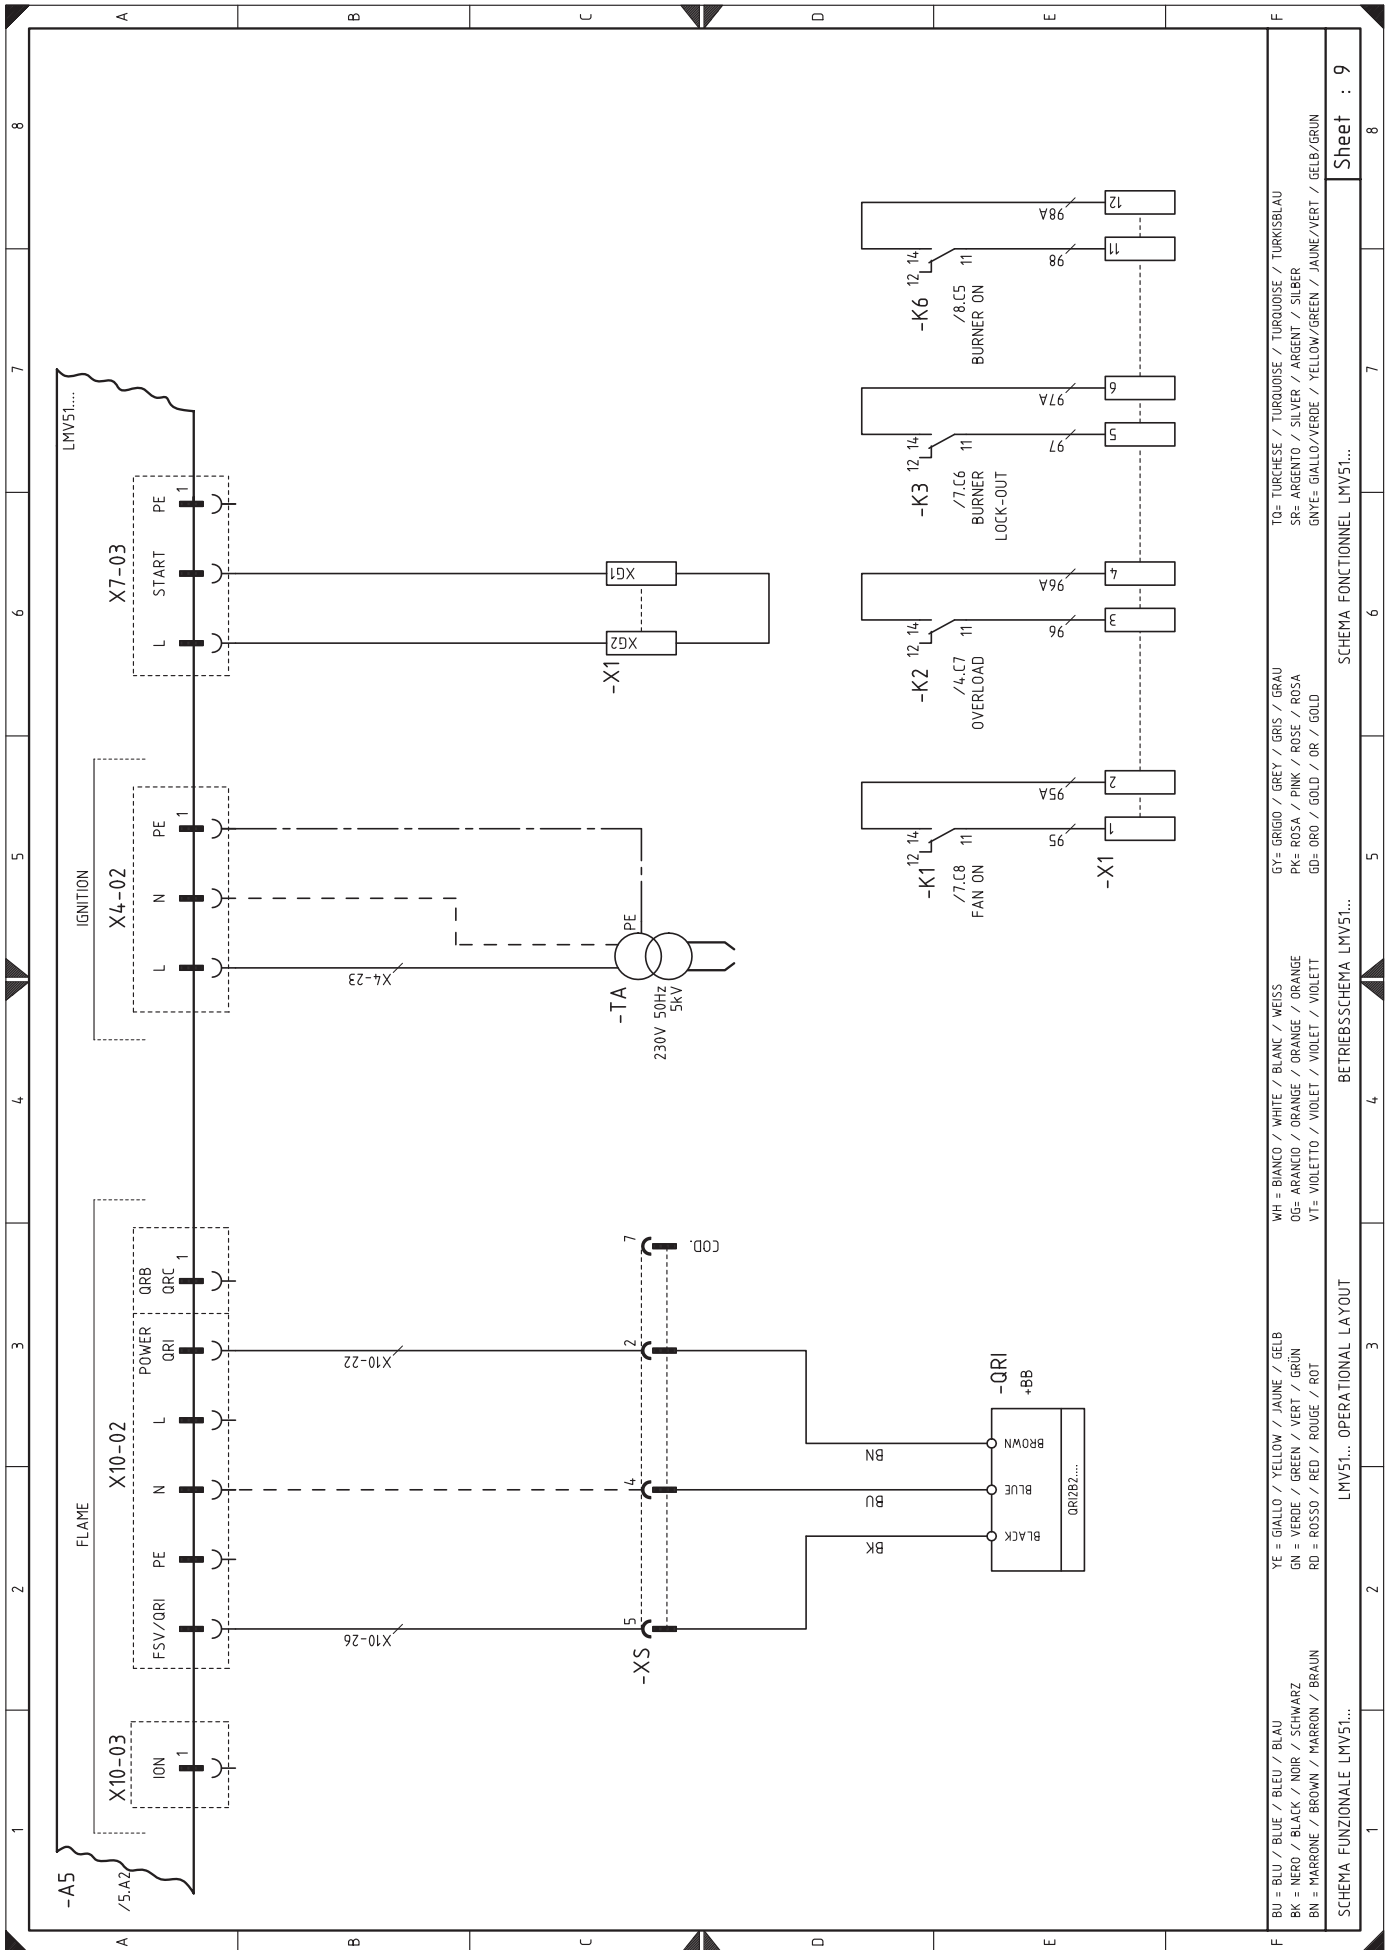 1 2 3 4 5 6 7 8
A
B
C
D
E
F
-A5
/5.A2
LMV51....
FLAME
IGNITION
X10-03
X10-02
X4-02
X7-03
ION
1
FSV/QRI
PE
N
L
POWER
QRI
QRB
QRC
1
L
N
PE
1
L
START
PE
1
X10-26
X10-22
X4-23
-XS
5
4
2
7
COD.
-TA
230V 50Hz
5kV
PE
-X1
XG2
XG1
BK
BU
BN
BLACK
BLUE
BROWN
QRI2B2....
-QRI
+BB
-K1
/7.C8
FAN ON
12 14
11
95
95A
-X1
1
2
-K2
/4.C7
OVERLOAD
12 14
11
96
96A
3
4
-K3
/7.C6
BURNER
LOCK-OUT
12 14
11
97
97A
5
6
-K6
/8.C5
BURNER ON
12 14
11
98
98A
11
12
BU = BLU / BLUE / BLEU / BLAU
BK = NERO / BLACK / NOIR / SCHWARZ
BN = MARRONE / BROWN / MARRON / BRAUN
YE = GIALLO / YELLOW / JAUNE / GELB
GN = VERDE / GREEN / VERT / GRÜN
RD = ROSSO / RED / ROUGE / ROT
WH = BIANCO / WHITE / BLANC / WEISS
OG= ARANCIO / ORANGE / ORANGE / ORANGE
VT= VIOLETTO / VIOLET / VIOLET / VIOLETT
GY= GRIGIO / GREY / GRIS / GRAU
PK= ROSA / PINK / ROSE / ROSA
GD= ORO / GOLD / OR / GOLD
TQ= TURCHESE / TURQUOISE / TURQUOISE / TURKISBLAU
SR= ARGENTO / SILVER / ARGENT / SILBER
GNYE= GIALLO/VERDE / YELLOW/GREEN / JAUNE/VERT / GELB/GRUN
SCHEMA FUNZIONALE LMV51...
LMV51... OPERATIONAL LAYOUT
BETRIEBSSCHEMA LMV51...
SCHEMA FONCTIONNEL LMV51...
Sheet : 9
1 2 3 4 5 6 7 8
A
B
C
D
E
F